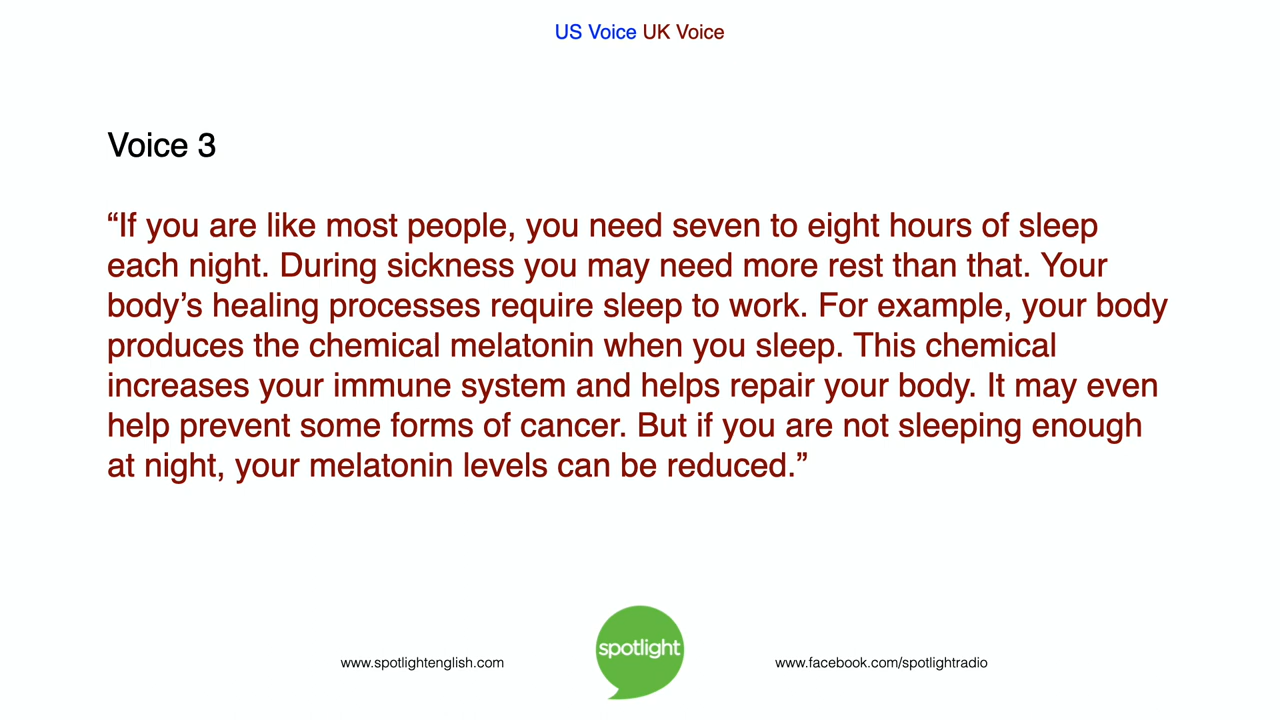 US Voice UK Voice
Voice 3
“If you are like most people, you need seven to eight hours of sleep
each night. During sickness you may need more rest than that. Your
body’s healing processes require sleep to work. For example, your body
produces the chemical melatonin when you sleep. This chemical
increases your immune system and helps repair your body. It may even
help prevent some forms of cancer. But if you are not sleeping enough
at night, your melatonin levels can be reduced.”
spotlight
www.spotlightenglish.com
www.facebook.com/spotlightradio